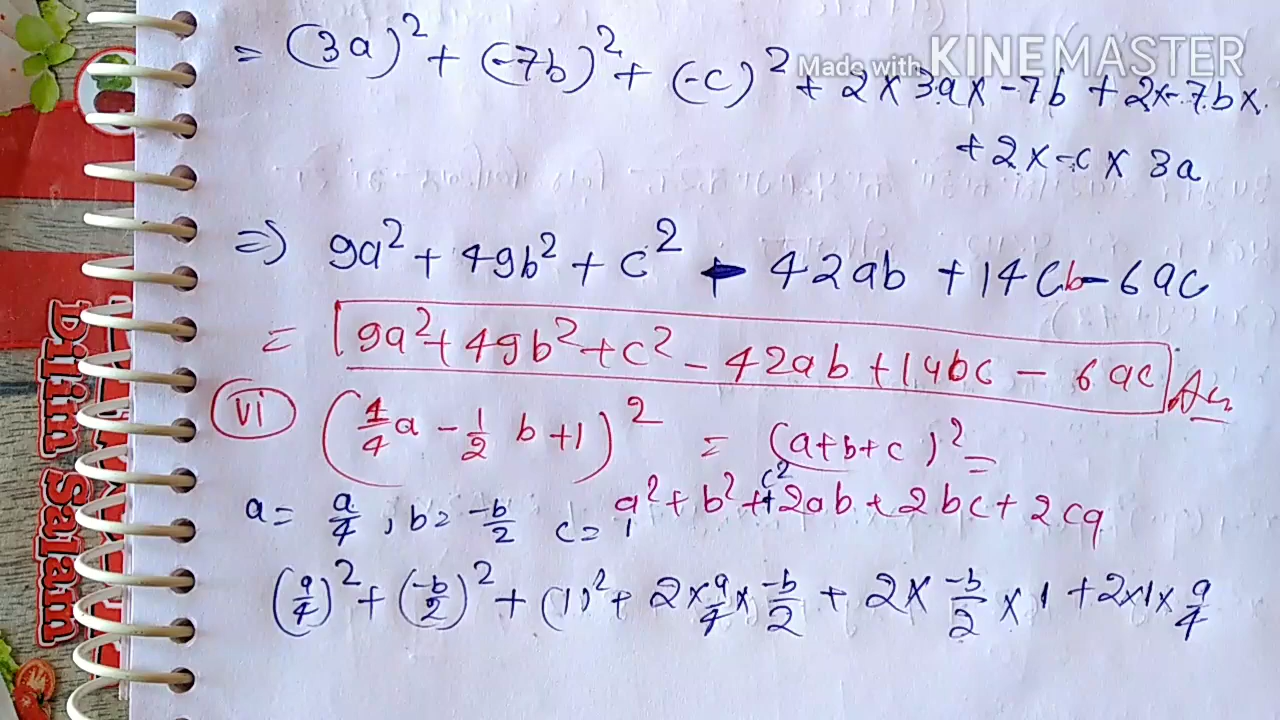 = (3a)² + (-7b)² + (-c)² + 2 × 3a × -7b + 2× -7b ×
Made with KINEMASTER
+ 2 × -c × 3a
⇒) 9a² + 49b² + c² - 42ab + 14cb - 6ac
= 9a² + 49b² + c² - 42ab + 14bc - 6ac Ans
(vi) (1/4 a - 1/2 b + 1)² = (a+b+c)² =
a² + b² + c² + 2ab + 2bc + 2ca
a = a/4, b = -b/2 c = 1
(a/4)² + (-b/2)² + (1)² + 2 × a/4 × -b/2 + 2 × -b/2 × 1 + 2×1× a/4
Dilim Salam